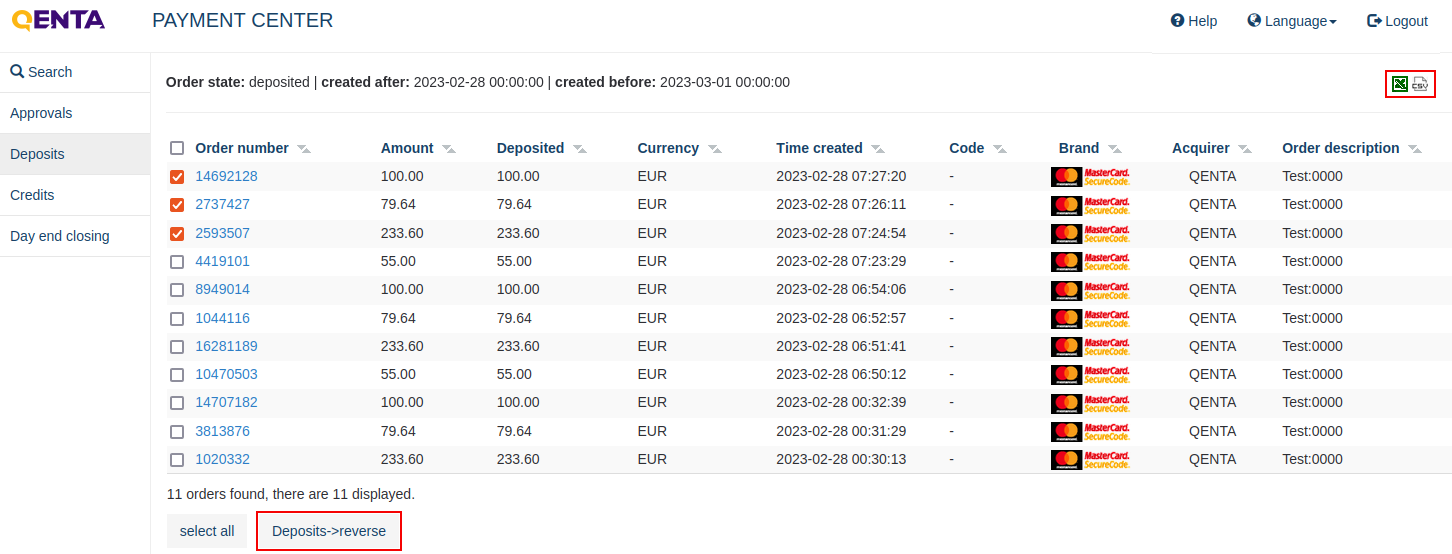 QENTA PAYMENT CENTER Help Language Logout
Search
Order state: deposited | created after: 2023-02-28 00:00:00 | created before: 2023-03-01 00:00:00 CSV
Approvals
Deposits
Credits
Day end closing
Order number Amount Deposited Currency Time created Code Brand Acquirer Order description
14692128 100.00 100.00 EUR 2023-02-28 07:27:20 - MasterCard. SecureCode. QENTA Test:0000
2737427 79.64 79.64 EUR 2023-02-28 07:26:11 - MasterCard. SecureCode. QENTA Test:0000
2593507 233.60 233.60 EUR 2023-02-28 07:24:54 - MasterCard. SecureCode. QENTA Test:0000
4419101 55.00 55.00 EUR 2023-02-28 07:23:29 - MasterCard. SecureCode. QENTA Test:0000
8949014 100.00 100.00 EUR 2023-02-28 06:54:06 - MasterCard. SecureCode. QENTA Test:0000
1044116 79.64 79.64 EUR 2023-02-28 06:52:57 - MasterCard. SecureCode. QENTA Test:0000
16281189 233.60 233.60 EUR 2023-02-28 06:51:41 - MasterCard. SecureCode. QENTA Test:0000
10470503 55.00 55.00 EUR 2023-02-28 06:50:12 - MasterCard. SecureCode. QENTA Test:0000
14707182 100.00 100.00 EUR 2023-02-28 00:32:39 - MasterCard. SecureCode. QENTA Test:0000
3813876 79.64 79.64 EUR 2023-02-28 00:31:29 - MasterCard. SecureCode. QENTA Test:0000
1020332 233.60 233.60 EUR 2023-02-28 00:30:13 - MasterCard. SecureCode. QENTA Test:0000
11 orders found, there are 11 displayed.
select all Deposits->reverse